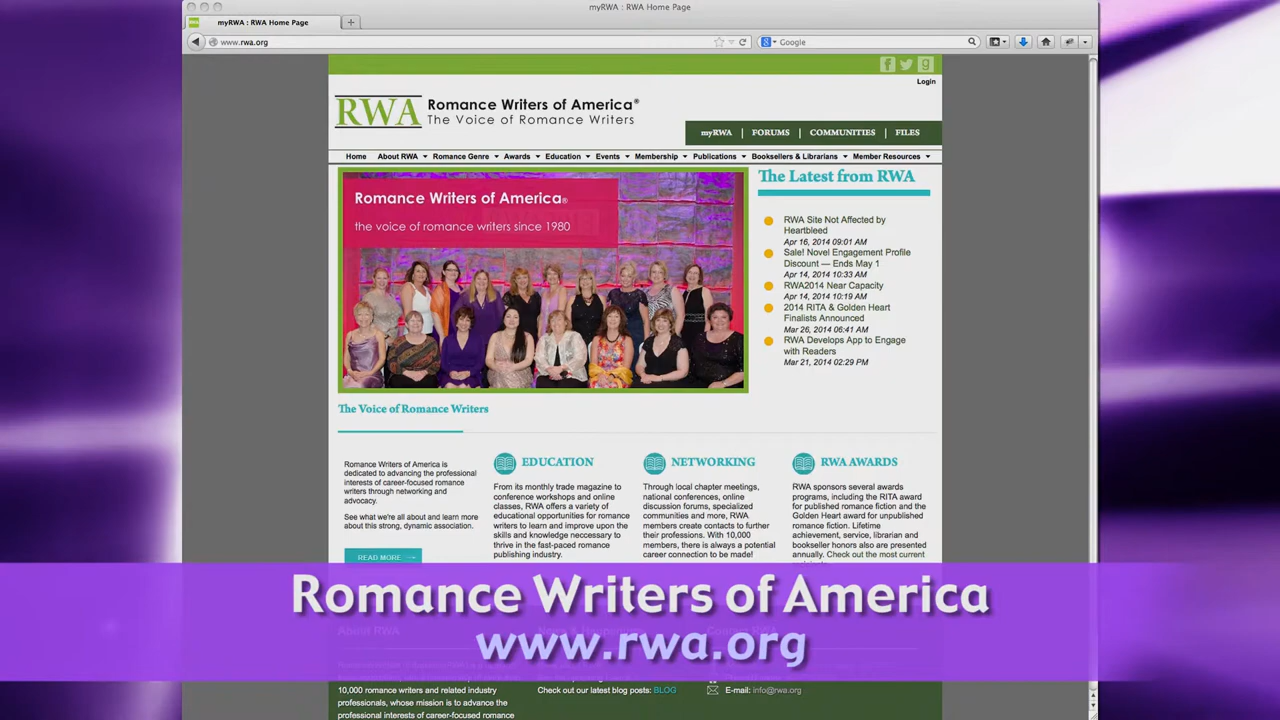 myRWA : RWA Home Page
RWA myRWA : RWA Home Page
www.rwa.org
Google
Login
RWA Romance Writers of America®
The Voice of Romance Writers
myRWA | FORUMS | COMMUNITIES | FILES
Home About RWA Romance Genre Awards Education Events Membership Publications Booksellers & Librarians Member Resources
Romance Writers of America®
the voice of romance writers since 1980
The Latest from RWA
RWA Site Not Affected by
Heartbleed
Apr 16, 2014 09:01 AM
Sale! Novel Engagement Profile
Discount — Ends May 1
Apr 14, 2014 10:33 AM
RWA2014 Near Capacity
Apr 14, 2014 10:19 AM
2014 RITA & Golden Heart
Finalists Announced
Mar 26, 2014 06:41 AM
RWA Develops App to Engage
with Readers
Mar 21, 2014 02:29 PM
The Voice of Romance Writers
Romance Writers of America is
dedicated to advancing the professional
interests of career-focused romance
writers through networking and
advocacy.
See what we're all about and learn more
about this strong, dynamic association.
READ MORE
EDUCATION
From its monthly trade magazine to
conference workshops and online
classes, RWA offers a variety of
educational opportunities for romance
writers to learn and improve upon the
skills and knowledge neccessary to
thrive in the fast-paced romance
publishing industry.
NETWORKING
Through local chapter meetings,
national conferences, online
discussion forums, specialized
communities and more, RWA
members create contacts to further
their professions. With 10,000
members, there is always a potential
career connection to be made!
RWA AWARDS
RWA sponsors several awards
programs, including the RITA award
for published romance fiction and the
Golden Heart award for unpublished
romance fiction. Lifetime
achievement, service, librarian and
bookseller honor also are presented
annually. Check out the most current
Romance Writers of America
www.rwa.org
About RWA
10,000 romance writers and related industry
professionals, whose mission is to advance the
professional interests of career-focused romance
Check out our latest blog posts: BLOG
E-mail: info@rwa.org